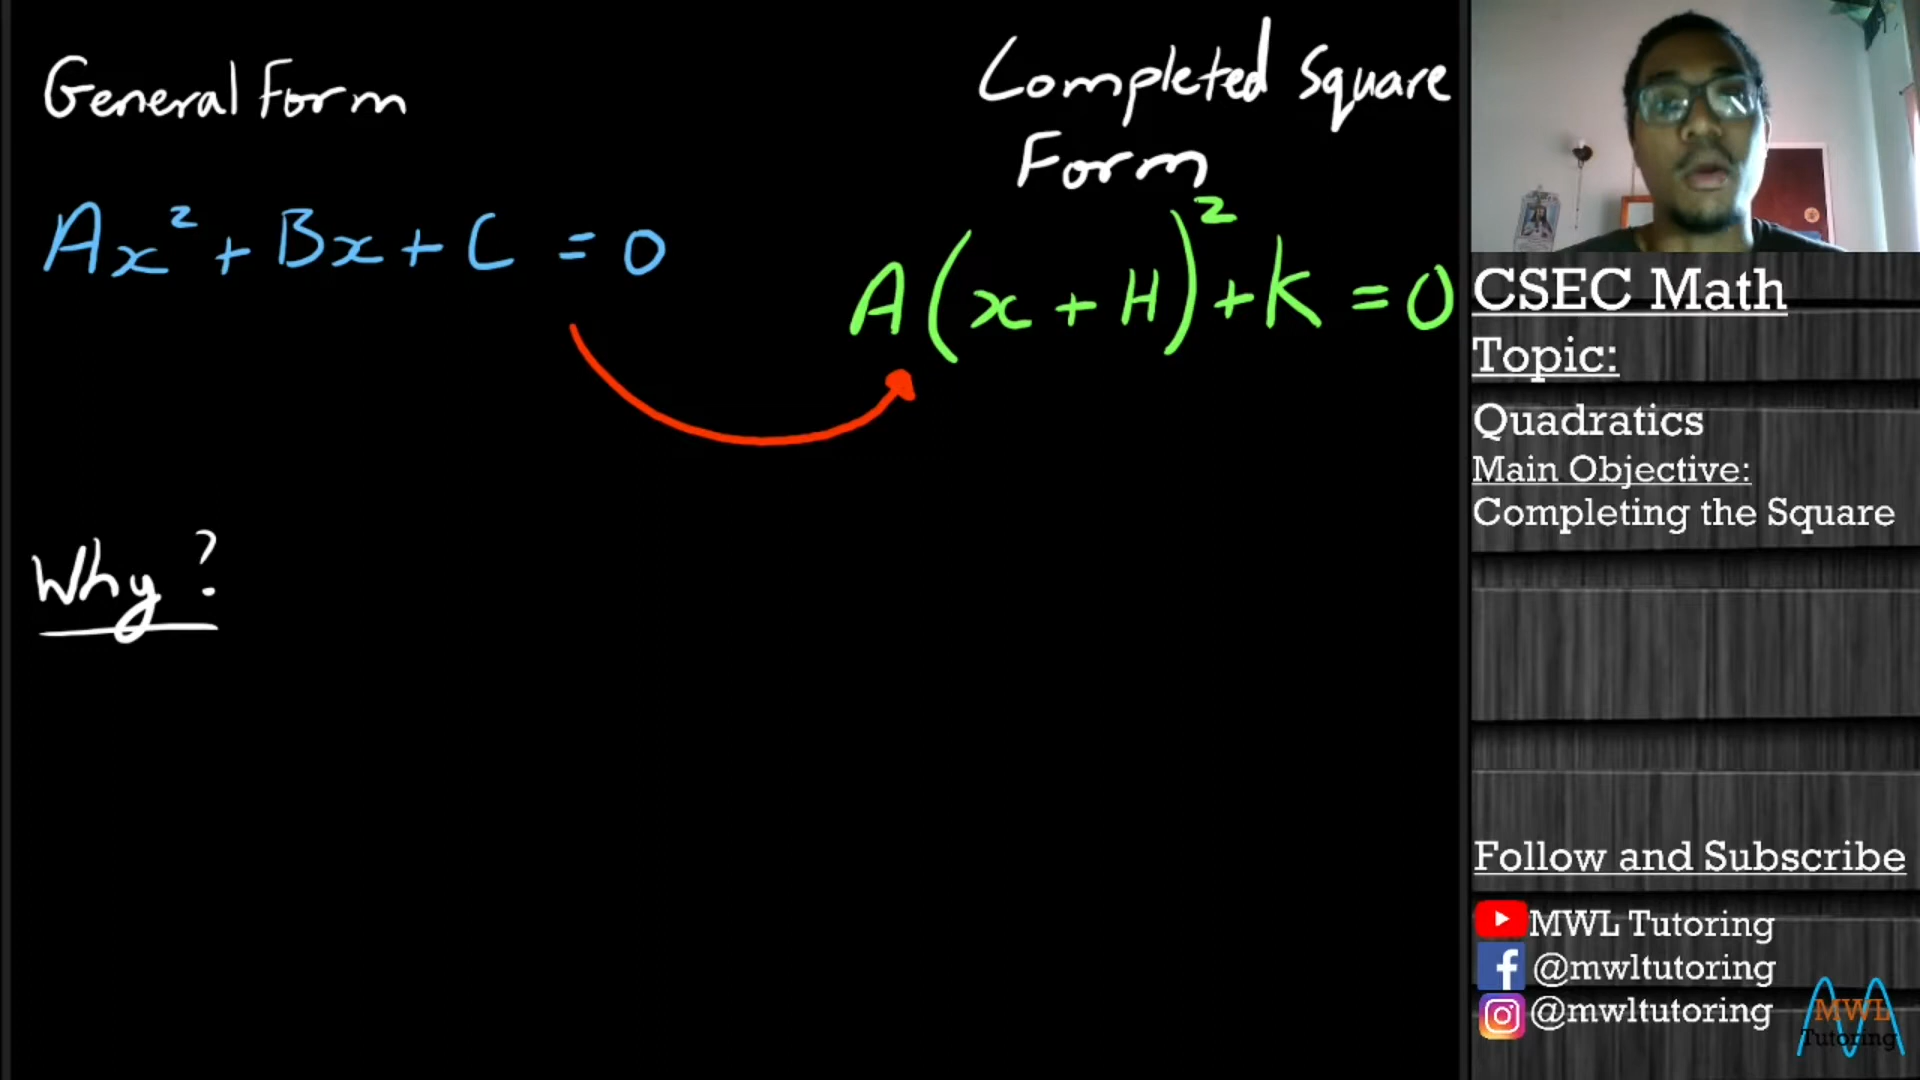 General Form
Completed Square
Form
Ax² + Bx + C = 0
A(x + H)² + K = 0
Why?
CSEC Math
Topic:
Quadratics
Main Objective:
Completing the Square
Follow and Subscribe
MWL Tutoring
@mwltutoring
@mwltutoring
MWL
Tutoring